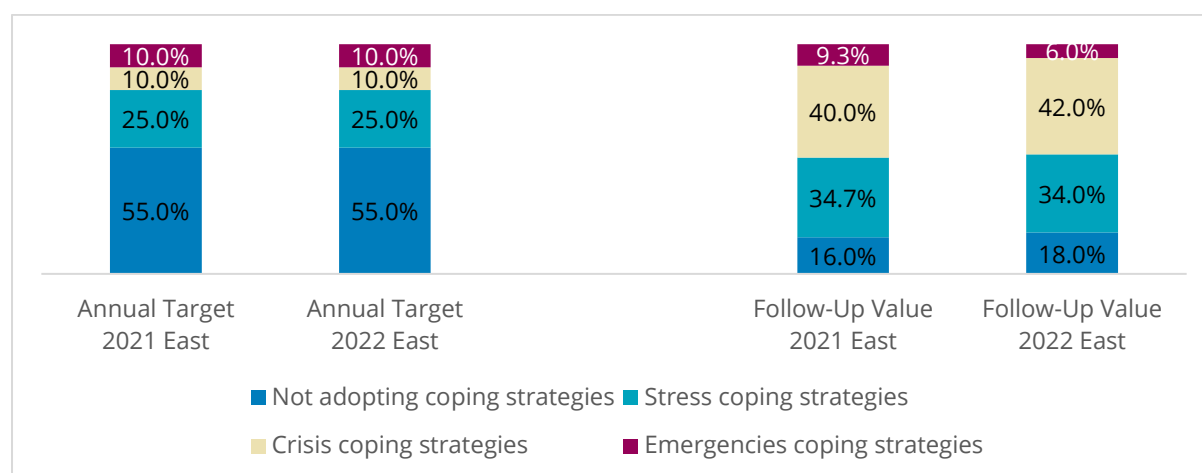 10.0% 10.0% 9.3% 6.0%
10.0% 10.0% 40.0% 42.0%
25.0% 25.0% 34.7% 34.0%
55.0% 55.0% 16.0% 18.0%
Annual Target Annual Target Follow-Up Value Follow-Up Value
2021 East 2022 East 2021 East 2022 East
Not adopting coping strategies Stress coping strategies
Crisis coping strategies Emergencies coping strategies